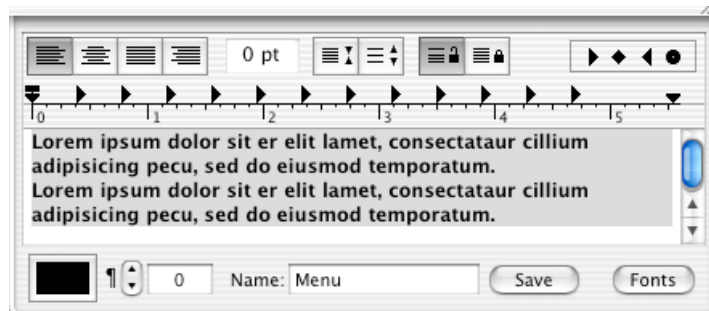 0 pt
0 1 2 3 4 5
Lorem ipsum dolor sit er elit lamet, consectataur cillium
adipisicing pecu, sed do eiusmod temporatum.
Lorem ipsum dolor sit er elit lamet, consectataur cillium
adipisicing pecu, sed do eiusmod temporatum.
¶ 0 Name: Menu Save Fonts